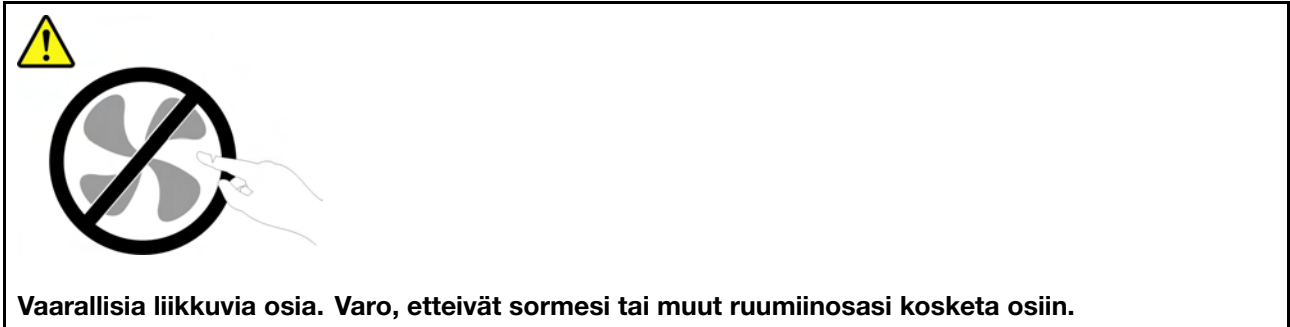 Vaarallisia liikkuvia osia. Varo, etteivät sormesi tai muut ruumiinosasi kosketa osiin.